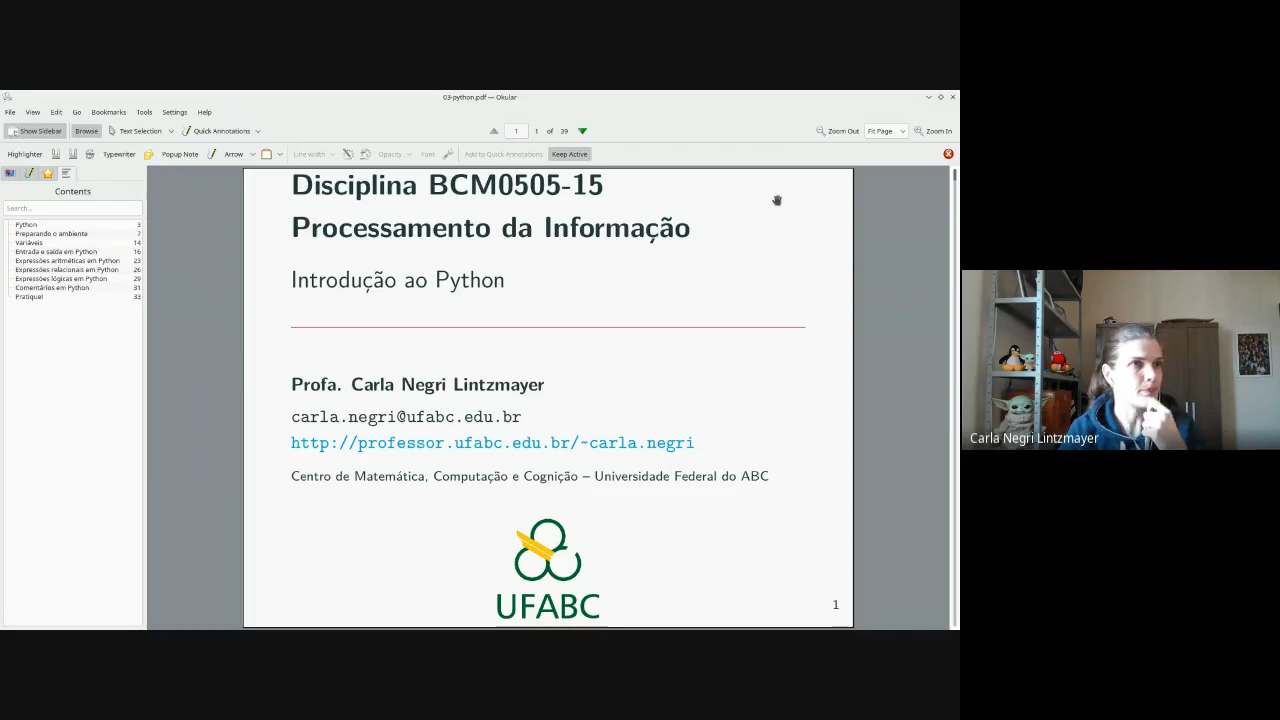 03-python.pdf — Okular
File View Edit Go Bookmarks Tools Settings Help
Show Sidebar Browse Text Selection Quick Annotations 1 1 of 39 Zoom Out Fit Page Zoom In
Highlighter Typewriter Popup Note Arrow Line width Opacity Font Add to Quick Annotations Keep Active
Contents
Search...
Python 3
Preparando o ambiente 7
Variáveis 14
Entrada e saída em Python 16
Expressões aritméticas em Python 23
Expressões relacionais em Python 26
Expressões lógicas em Python 29
Comentários em Python 31
Pratique! 33
Disciplina BCM0505-15
Processamento da Informação
Introdução ao Python
Profa. Carla Negri Lintzmayer
carla.negri@ufabc.edu.br
http://professor.ufabc.edu.br/~carla.negri
Centro de Matemática, Computação e Cognição – Universidade Federal do ABC
UFABC
1
Carla Negri Lintzmayer